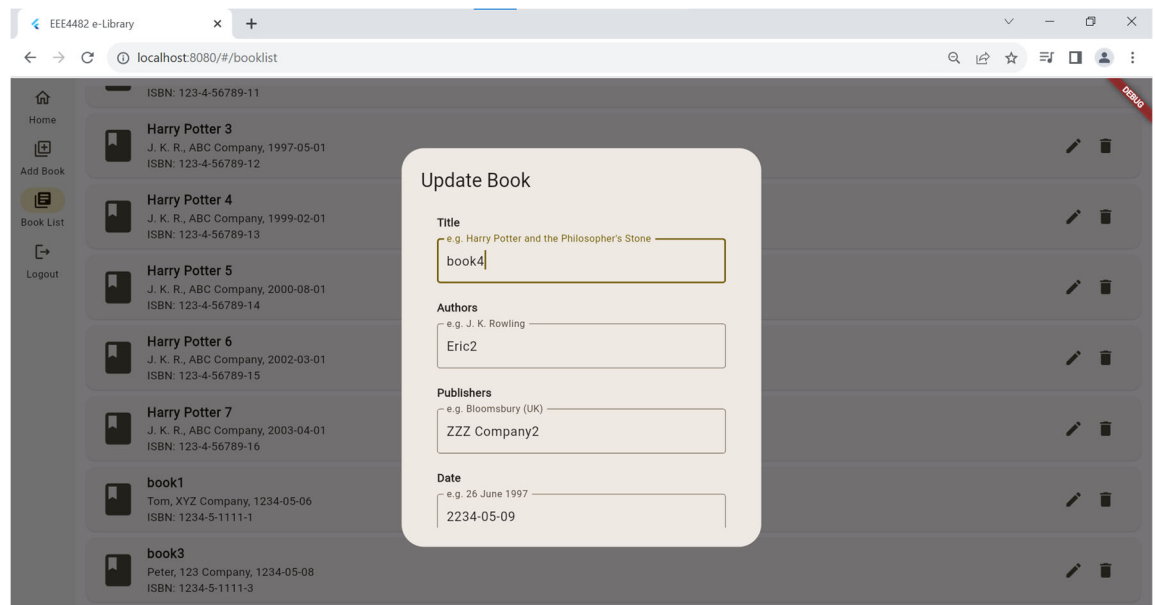 EEE4482 e-Library
localhost:8080/#/booklist
DEBUG
Home
Add Book
Book List
Logout
ISBN: 123-4-56789-11
Harry Potter 3
J. K. R., ABC Company, 1997-05-01
ISBN: 123-4-56789-12
Harry Potter 4
J. K. R., ABC Company, 1999-02-01
ISBN: 123-4-56789-13
Harry Potter 5
J. K. R., ABC Company, 2000-08-01
ISBN: 123-4-56789-14
Harry Potter 6
J. K. R., ABC Company, 2002-03-01
ISBN: 123-4-56789-15
Harry Potter 7
J. K. R., ABC Company, 2003-04-01
ISBN: 123-4-56789-16
book1
Tom, XYZ Company, 1234-05-06
ISBN: 1234-5-1111-1
book3
Peter, 123 Company, 1234-05-08
ISBN: 1234-5-1111-3
Update Book
Title
e.g. Harry Potter and the Philosopher's Stone
book4
Authors
e.g. J. K. Rowling
Eric2
Publishers
e.g. Bloomsbury (UK)
ZZZ Company2
Date
e.g. 26 June 1997
2234-05-09